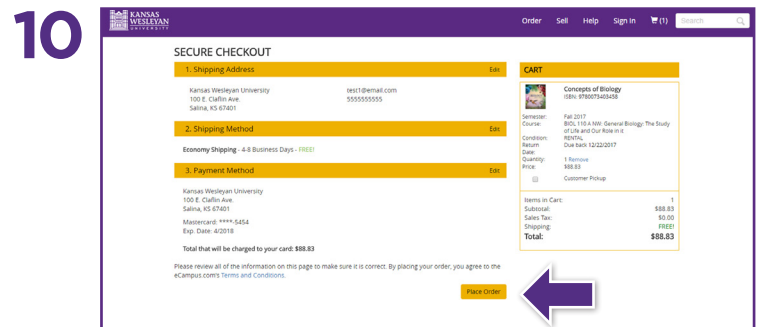 10
KANSAS
WESLEYAN
UNIVERSITY
Order Sell Help Sign In (1) Search
SECURE CHECKOUT
1. Shipping Address Edit
Kansas Wesleyan University test1@email.com
100 E. Claflin Ave. 5555555555
Salina, KS 67401
2. Shipping Method Edit
Economy Shipping - 4-8 Business Days - FREE!
3. Payment Method Edit
Kansas Wesleyan University
100 E. Claflin Ave.
Salina, KS 67401
Mastercard: ****-5454
Exp. Date: 4/2018
Total that will be charged to your card: $88.83
Please review all of the information on this page to make sure it is correct. By placing your order, you agree to the
eCampus.com's Terms and Conditions.
Place Order
CART
Concepts of Biology
ISBN: 9780073403458
Semester: Fall 2017
Course: BIOL 110 A NW: General Biology: The Study
of Life and Our Role in it
Condition: RENTAL
Return Due back 12/22/2017
Date:
Quantity: 1 Remove
Price: $88.83
Customer Pickup
Items in Cart: 1
Subtotal: $88.83
Sales Tax: $0.00
Shipping: FREE!
Total: $88.83